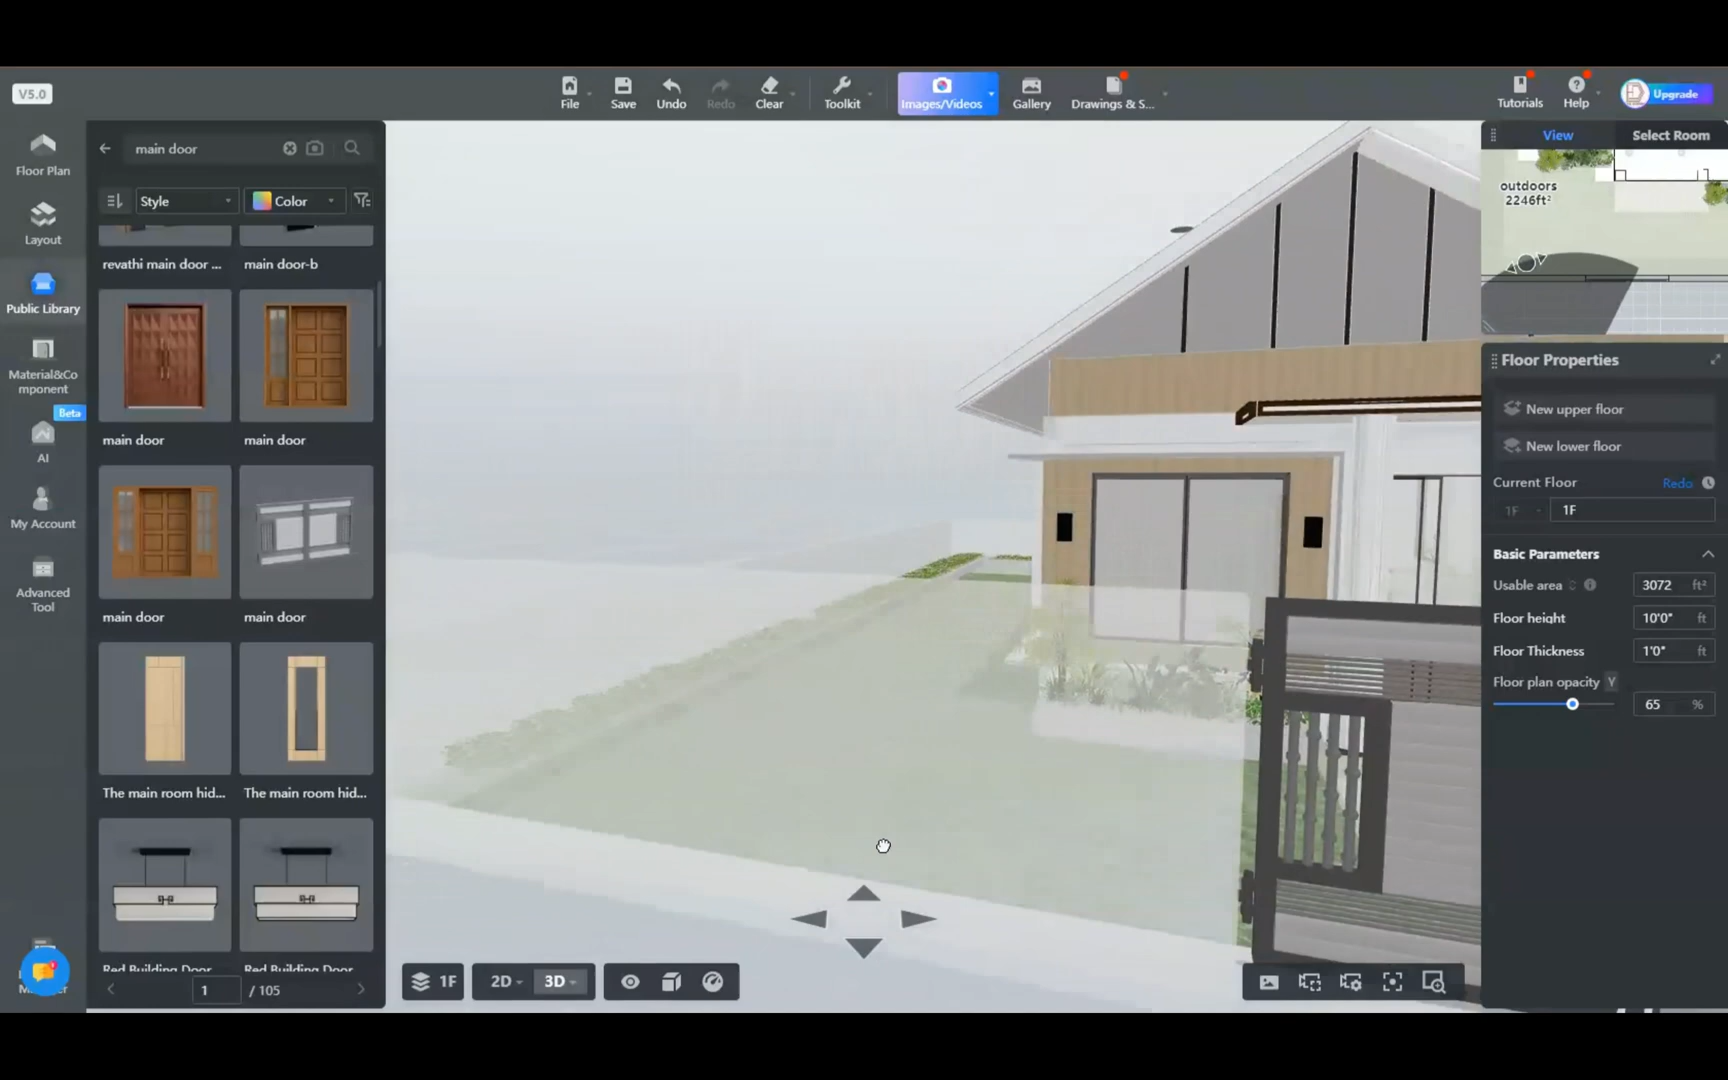 V5.0
File
Save
Undo
Redo
Clear
Toolkit
Images/Videos
Gallery
Drawings & S...
Tutorials
Help
Upgrade
Floor Plan
Layout
Public Library
Material&Co
mponent
Beta
AI
My Account
Advanced
Tool
main door
Style
Color
revathi main door ...
main door-b
main door
main door
main door
main door
The main room hid...
The main room hid...
Red Building Door
Red Building Door
1
/ 105
1F
2D
3D
View
Select Room
outdoors
2246ft²
Floor Properties
New upper floor
New lower floor
Current Floor
Redo
1F
1F
Basic Parameters
Usable area
3072
ft²
Floor height
10'0"
ft
Floor Thickness
1'0"
ft
Floor plan opacity
Y
65
%